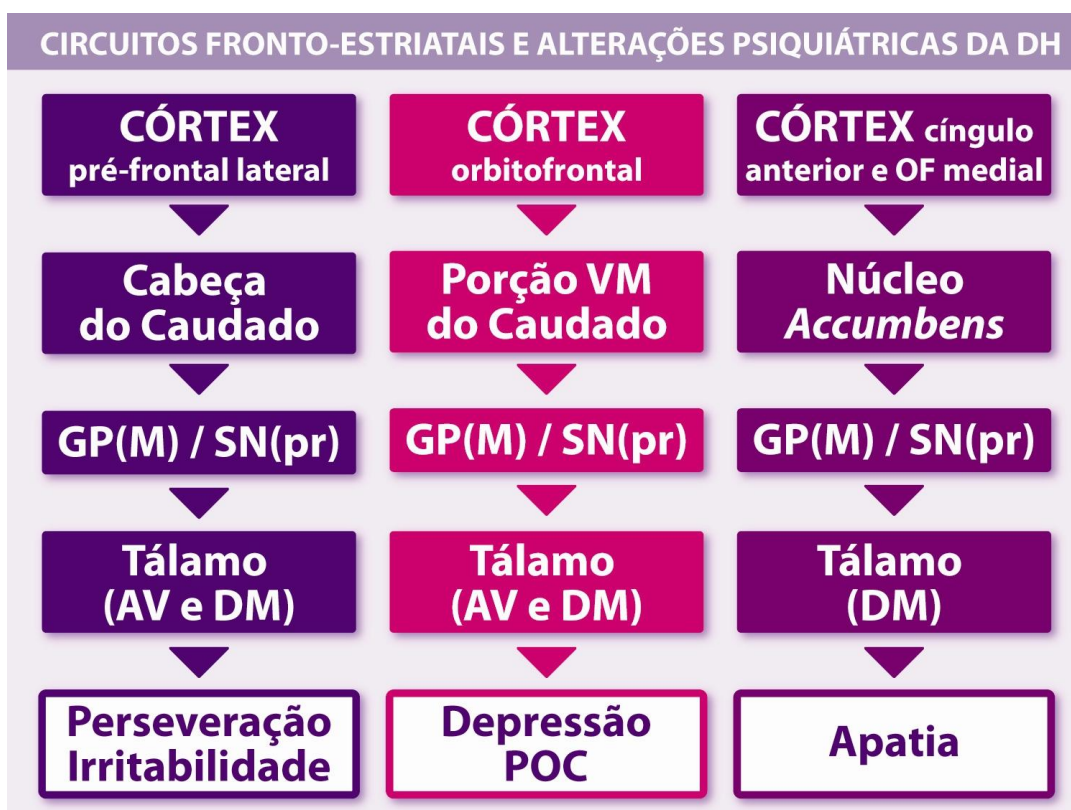 CIRCUITOS FRONTO-ESTRIATAIS E ALTERAÇÕES PSIQUIÁTRICAS DA DH
CÓRTEX
pré-frontal lateral
Cabeça
do Caudado
GP(M) / SN(pr)
Tálamo
(AV e DM)
Perseveração
Irritabilidade
CÓRTEX
orbitofrontal
Porção VM
do Caudado
GP(M) / SN(pr)
Tálamo
(AV e DM)
Depressão
POC
CÓRTEX cíngulo
anterior e OF medial
Núcleo
Accumbens
GP(M) / SN(pr)
Tálamo
(DM)
Apatia